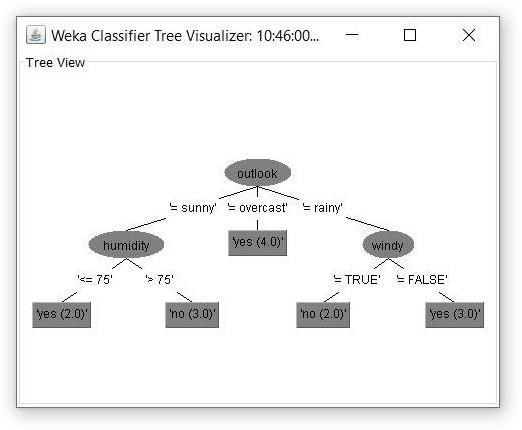 Weka Classifier Tree Visualizer: 10:46:00...
Tree View
outlook
'= sunny' '= overcast' '= rainy'
humidity 'yes (4.0)' windy
'<= 75' '> 75' '= TRUE' '= FALSE'
'yes (2.0)' 'no (3.0)' 'no (2.0)' 'yes (3.0)'